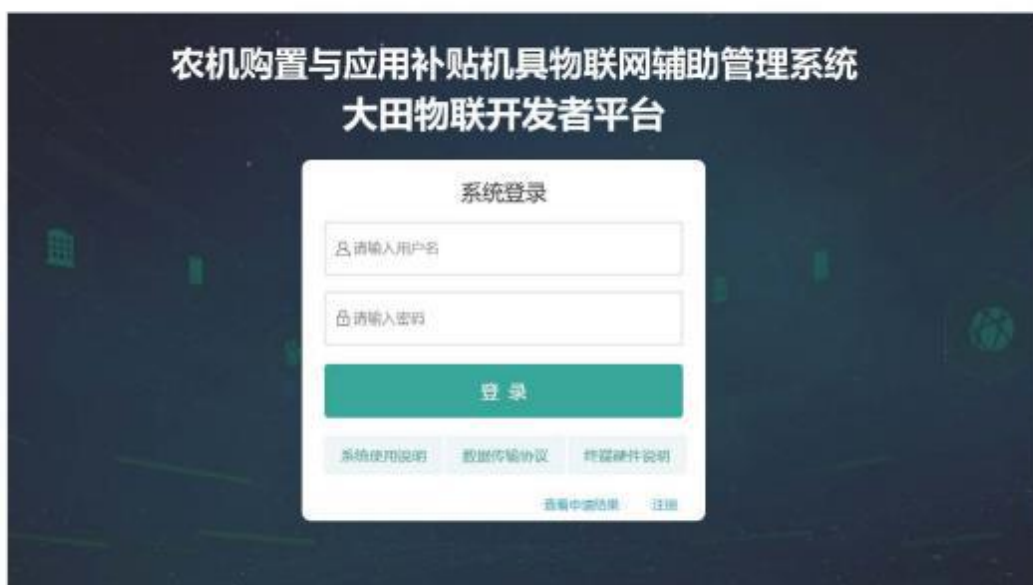 农机购置与应用补贴机具物联网辅助管理系统
大田物联开发者平台
系统登录
请输入用户名
请输入密码
登 录
系统使用说明 数据传输协议 终端硬件说明
查看申请结果 注册